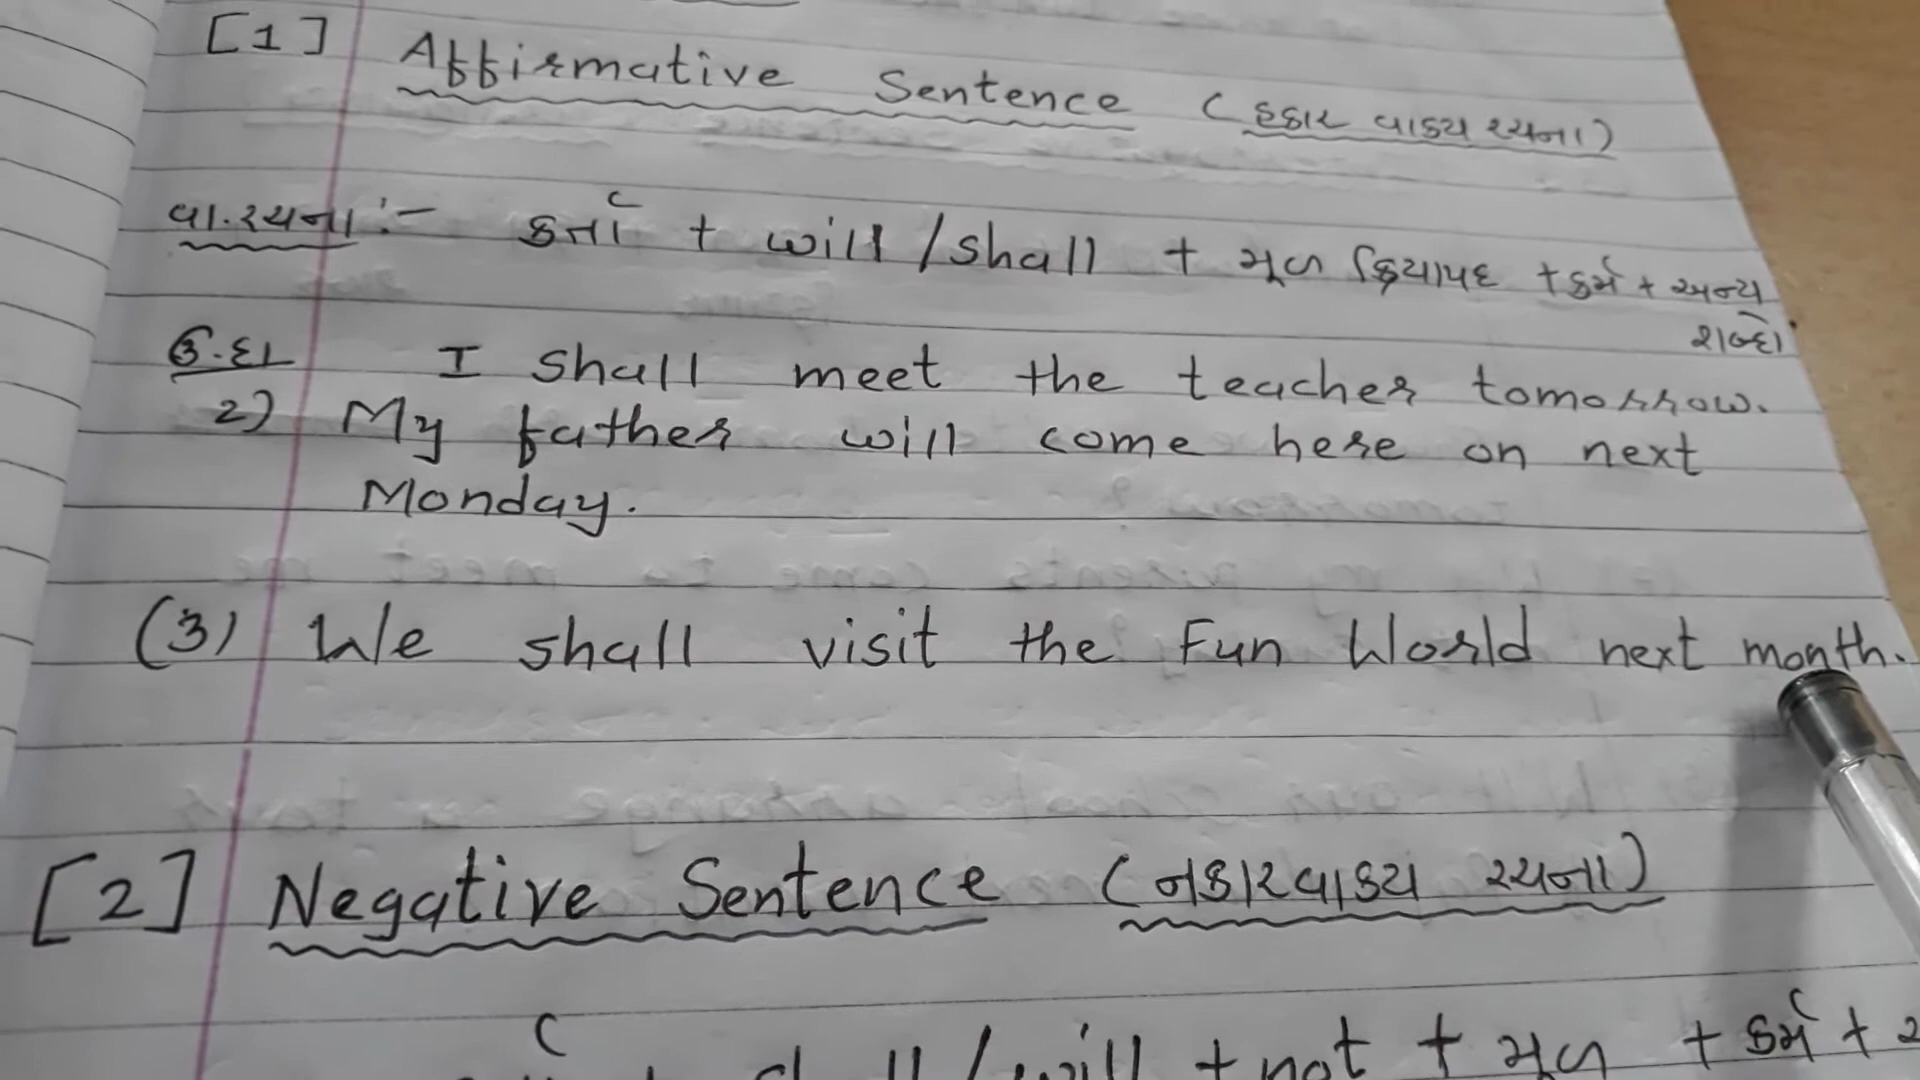 [1] Affirmative Sentence (હકાર વાક્ય રચના)
વા.રચના :- કર્તા + will / shall + મૂળ ક્રિયાપદ + કર્મ + અન્ય
શબ્દો
ઉ.દા I shall meet the teacher tomorrow.
2) My father will come here on next
Monday.
(3) We shall visit the Fun World next month.
[2] Negative Sentence (નકારવાક્ય રચના)
/ will + not + મૂળ + કર્મ +